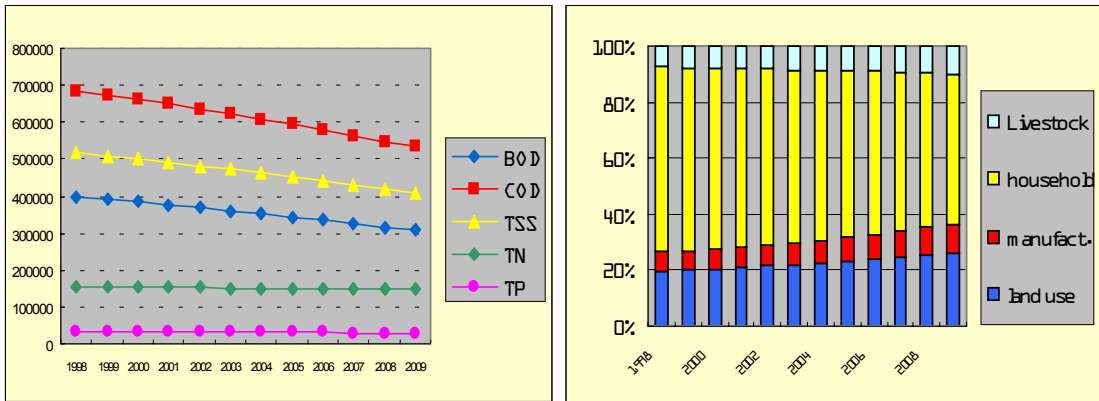 800000
700000
600000
500000
400000
300000
200000
100000
0
1998 1999 2000 2001 2002 2003 2004 2005 2006 2007 2008 2009
BOD
COD
TSS
TN
TP
100%
80%
60%
40%
20%
0%
1998 2000 2002 2004 2006 2008
Livestock
household
manufact.
land use